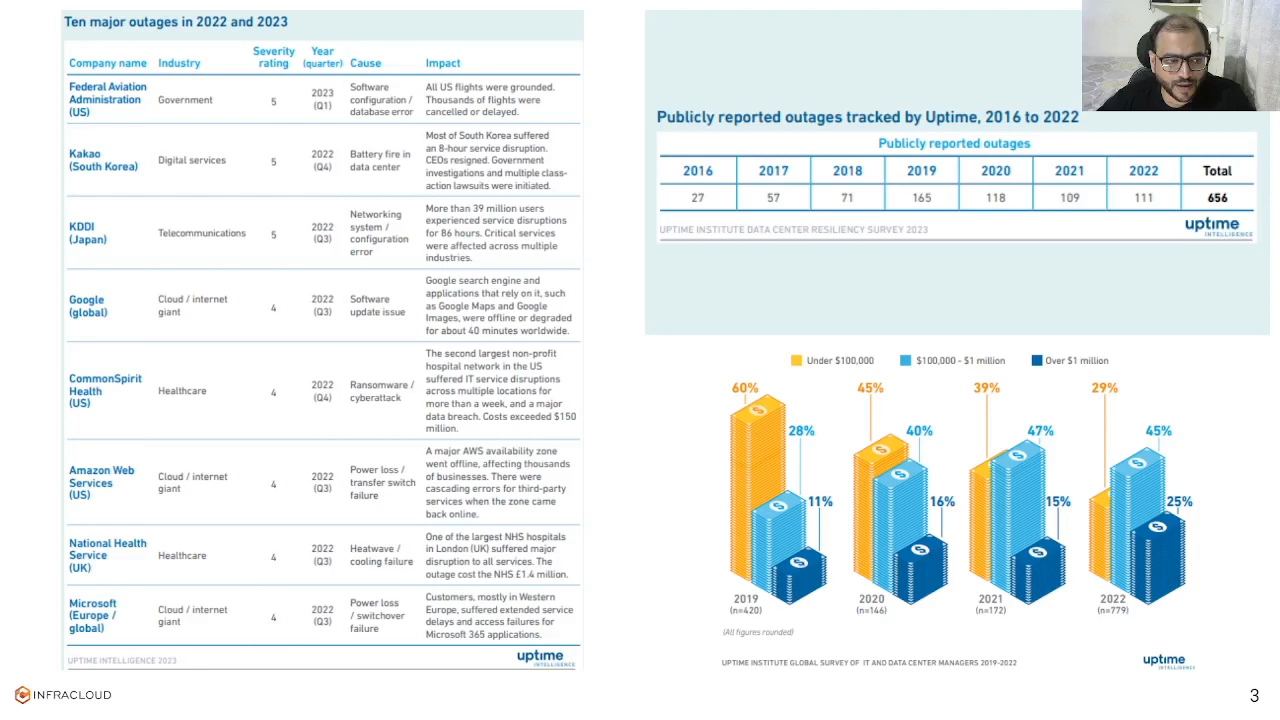 Ten major outages in 2022 and 2023
Company name Industry Severity rating Year (quarter) Cause Impact
Federal Aviation Administration (US) Government 5 2023 (Q1) Software configuration / database error All US flights were grounded. Thousands of flights were cancelled or delayed.
Kakao (South Korea) Digital services 5 2022 (Q4) Battery fire in data center Most of South Korea suffered an 8-hour service disruption. CEOs resigned. Government investigations and multiple class-action lawsuits were initiated.
KDDI (Japan) Telecommunications 5 2022 (Q3) Networking system / configuration error More than 39 million users experienced service disruptions for 86 hours. Critical services were affected across multiple industries.
Google (global) Cloud / internet giant 4 2022 (Q3) Software update issue Google search engine and applications that rely on it, such as Google Maps and Google Images, were offline or degraded for about 40 minutes worldwide.
CommonSpirit Health (US) Healthcare 4 2022 (Q4) Ransomware / cyberattack The second largest non-profit hospital network in the US suffered IT service disruptions across multiple locations for more than a week, and a major data breach. Costs exceeded $150 million.
Amazon Web Services (US) Cloud / internet giant 4 2022 (Q3) Power loss / transfer switch failure A major AWS availability zone went offline, affecting thousands of businesses. There were cascading errors for third-party services when the zone came back online.
National Health Service (UK) Healthcare 4 2022 (Q3) Heatwave / cooling failure One of the largest NHS hospitals in London (UK) suffered major disruption to all services. The outage cost the NHS £1.4 million.
Microsoft (Europe / global) Cloud / internet giant 4 2022 (Q3) Power loss / switchover failure Customers, mostly in Western Europe, suffered extended service delays and access failures for Microsoft 365 applications.
UPTIME INTELLIGENCE 2023
uptime INTELLIGENCE
Publicly reported outages tracked by Uptime, 2016 to 2022
Publicly reported outages
2016 2017 2018 2019 2020 2021 2022 Total
27 57 71 165 118 109 111 656
UPTIME INSTITUTE DATA CENTER RESILIENCY SURVEY 2023
uptime INTELLIGENCE
Under $100,000 $100,000 - $1 million Over $1 million
60% 45% 39% 29%
28% 40% 47% 45%
11% 16% 15% 25%
2019 2020 2021 2022
(n=420) (n=146) (n=172) (n=779)
(All figures rounded)
UPTIME INSTITUTE GLOBAL SURVEY OF IT AND DATA CENTER MANAGERS 2019-2022
uptime INTELLIGENCE
INFRACLOUD
3